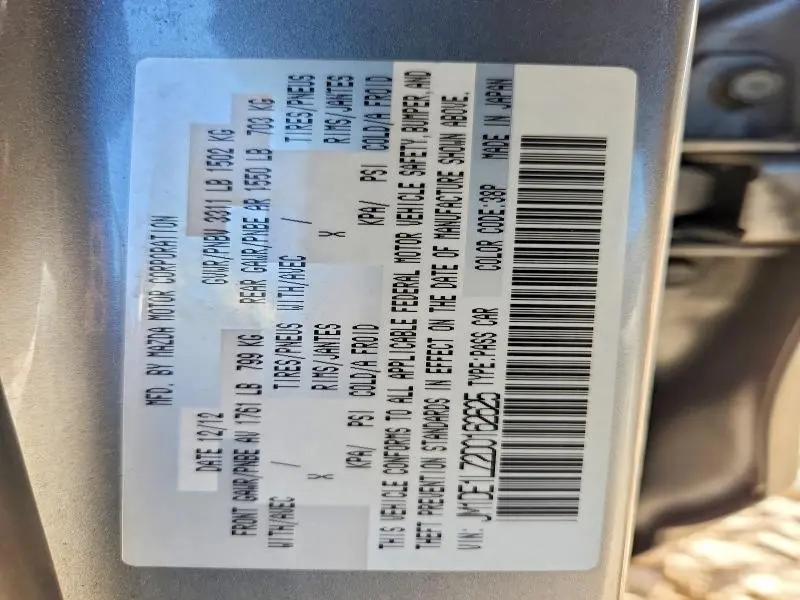 MFD. BY MAZDA MOTOR CORPORATION
DATE 12/12 GVWR/PNBV 3311 LB 1502 KG
FRONT GAWR/PNBE AV 1761 LB 799 KG REAR GAWR/PNBE AR 1550 LB 703 KG
WITH/AVEC / TIRES/PNEUS WITH/AVEC / TIRES/PNEUS
X RIMS/JANTES X RIMS/JANTES
KPA/ PSI COLD/A FROID KPA/ PSI COLD/A FROID
THIS VEHICLE CONFORMS TO ALL APPLICABLE FEDERAL MOTOR VEHICLE SAFETY, BUMPER, AND
THEFT PREVENTION STANDARDS IN EFFECT ON THE DATE OF MANUFACTURE SHOWN ABOVE.
VIN: JM1DE1LZ2D0162625 TYPE:PASS CAR COLOR CODE:38P MADE IN JAPAN